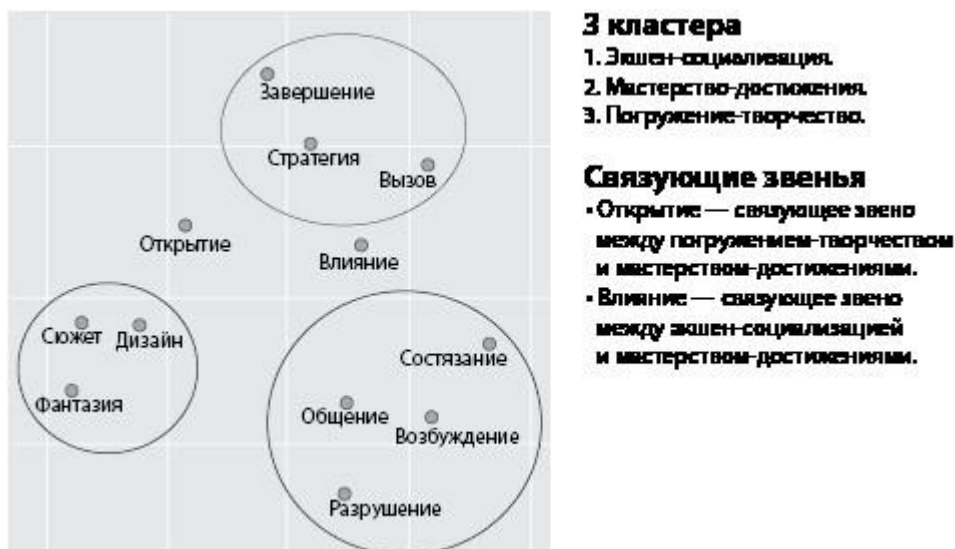 Завершение
Стратегия
Вызов
Открытие
Влияние
Сюжет
Дизайн
Фантазия
Состязание
Общение
Возбуждение
Разрушение
3 кластера
1. Экшен-социализация.
2. Мастерство-достижения.
3. Погружение-творчество.
Связующие звенья
• Открытие — связующее звено
между погружением-творчеством
и мастерством-достижениями.
• Влияние — связующее звено
между экшен-социализацией
и мастерством-достижениями.